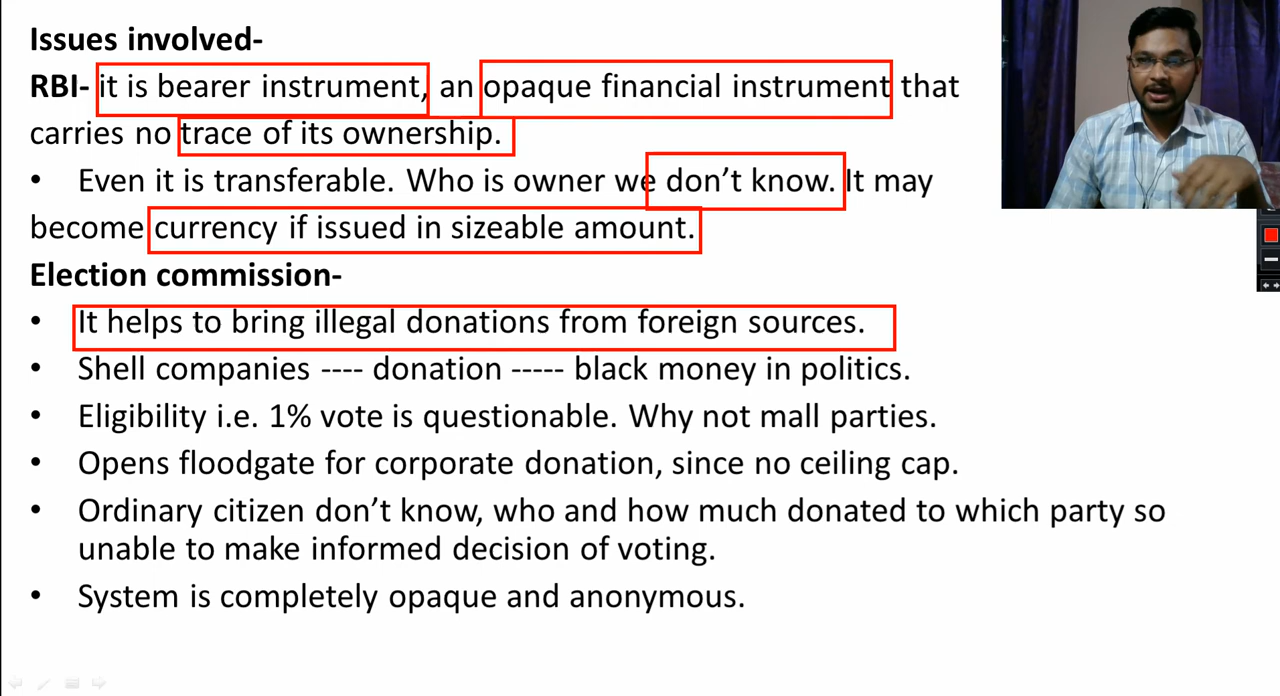 Issues involved-
RBI- it is bearer instrument, an opaque financial instrument that
carries no trace of its ownership.
• Even it is transferable. Who is owner we don’t know. It may
become currency if issued in sizeable amount.
Election commission-
• It helps to bring illegal donations from foreign sources.
• Shell companies ---- donation ----- black money in politics.
• Eligibility i.e. 1% vote is questionable. Why not mall parties.
• Opens floodgate for corporate donation, since no ceiling cap.
• Ordinary citizen don’t know, who and how much donated to which party so
unable to make informed decision of voting.
• System is completely opaque and anonymous.